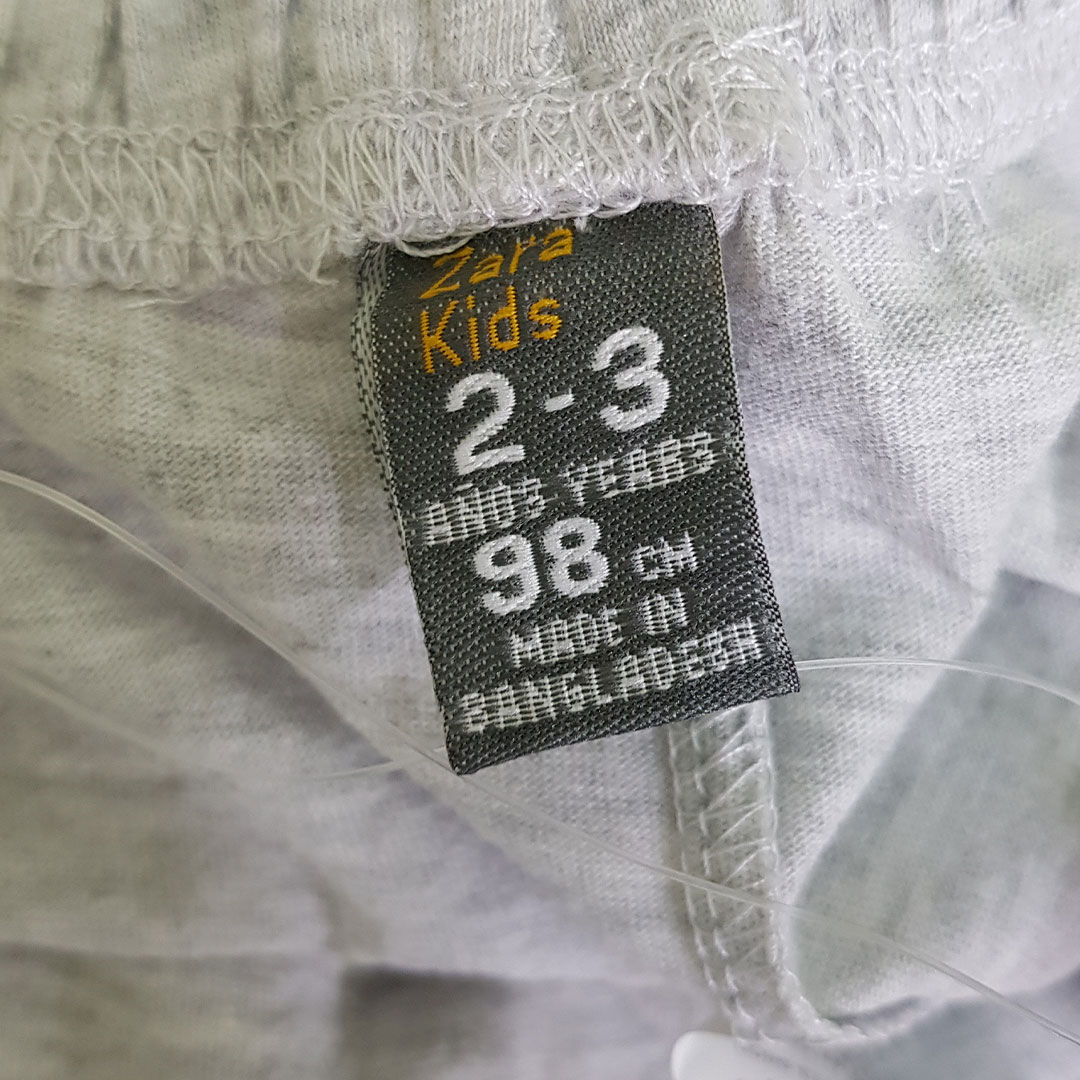 Zara
Kids
2-3
AÑOS YEARS
98 CM
MADE IN
BANGLADESH